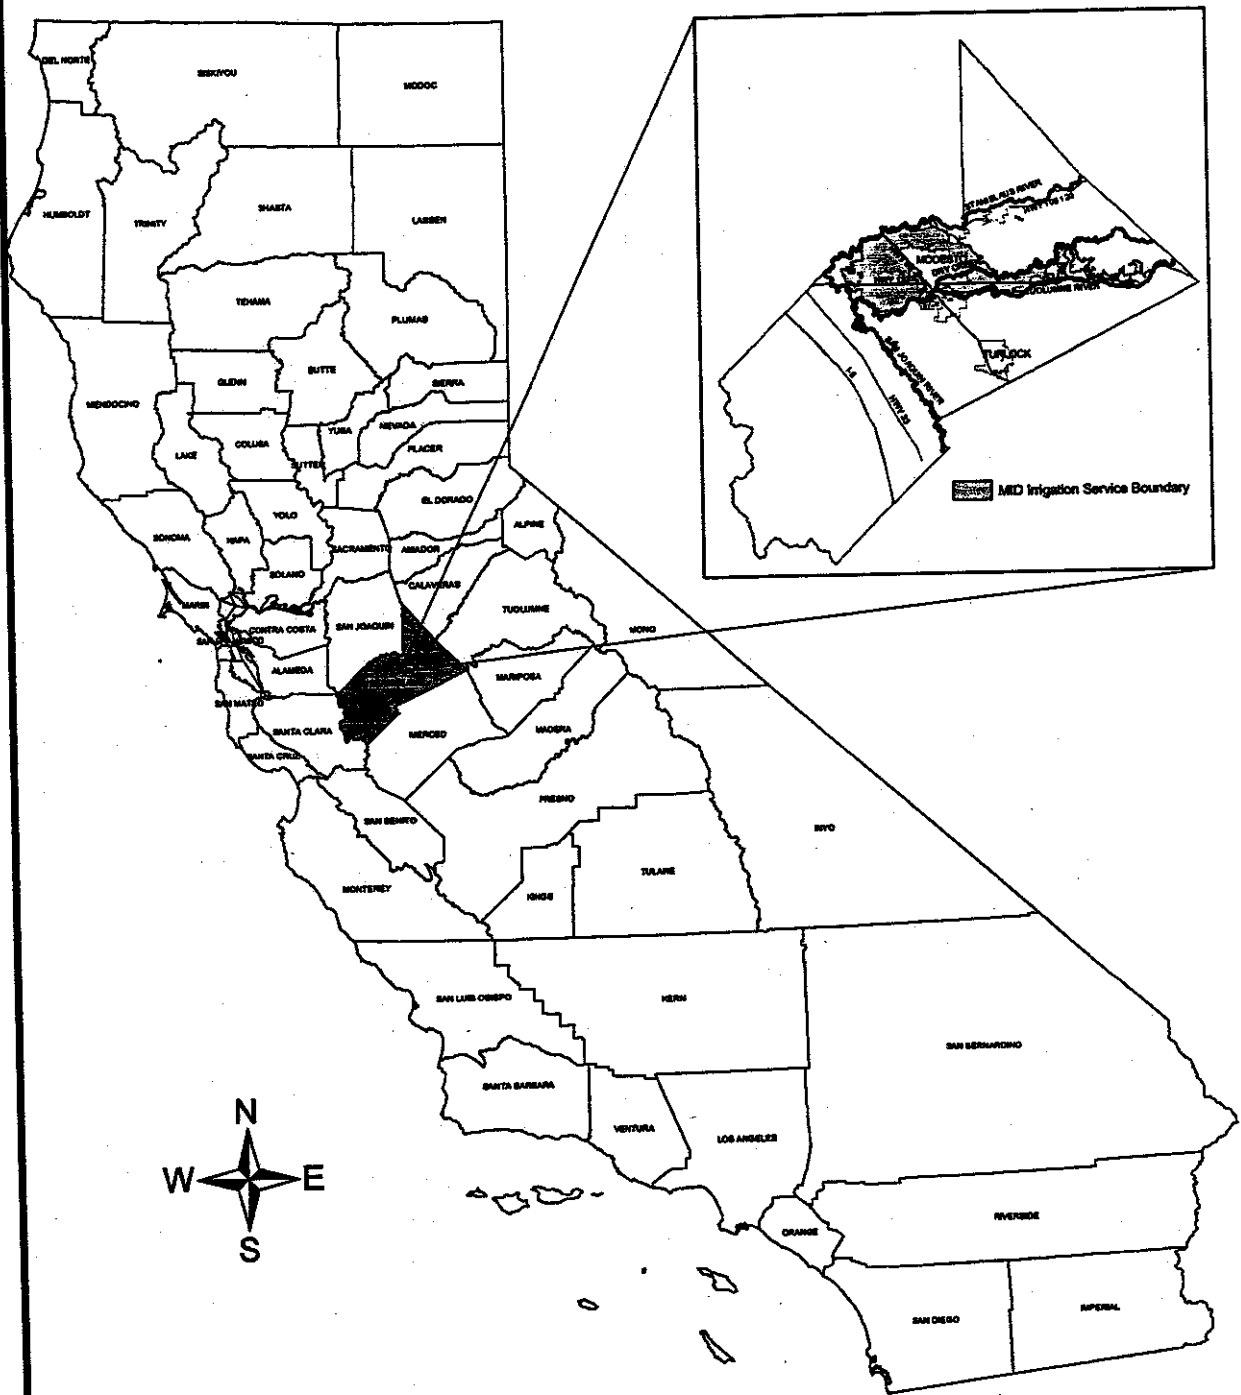 DEL NORTE
SISKIYOU
MODOC
HUMBOLDT
TRINITY
SHASTA
LASSEN
TEHAMA
PLUMAS
MENDOCINO
GLENN
BUTTE
SIERRA
LAKE
COLUSA
YUBA
NEVADA
PLACER
SUTTER
EL DORADO
SONOMA
NAPA
YOLO
SACRAMENTO
AMADOR
ALPINE
SOLANO
CALAVERAS
MARIN
CONTRA COSTA
SAN JOAQUIN
TUOLUMNE
MONO
ALAMEDA
SAN MATEO
MARIPOSA
SANTA CLARA
MERCED
MADERA
SANTA CRUZ
FRESNO
SAN BENITO
INYO
MONTEREY
KINGS
TULARE
SAN LUIS OBISPO
KERN
SAN BERNARDINO
SANTA BARBARA
VENTURA
LOS ANGELES
ORANGE
RIVERSIDE
SAN DIEGO
IMPERIAL
N
W E
S
STANISLAUS RIVER
MODESTO
DRY CREEK
TUOLUMNE RIVER
TURLOCK
SAN JOAQUIN RIVER
I-5
HWY 33
MID Irrigation Service Boundary